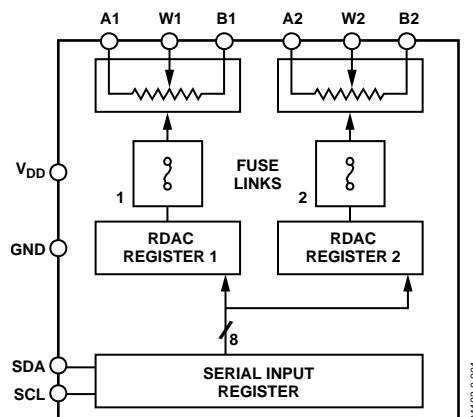 A1 W1 B1 A2 W2 B2
V_DD
FUSE
LINKS
1
2
GND
RDAC
REGISTER 1
RDAC
REGISTER 2
8
SDA
SCL
SERIAL INPUT
REGISTER